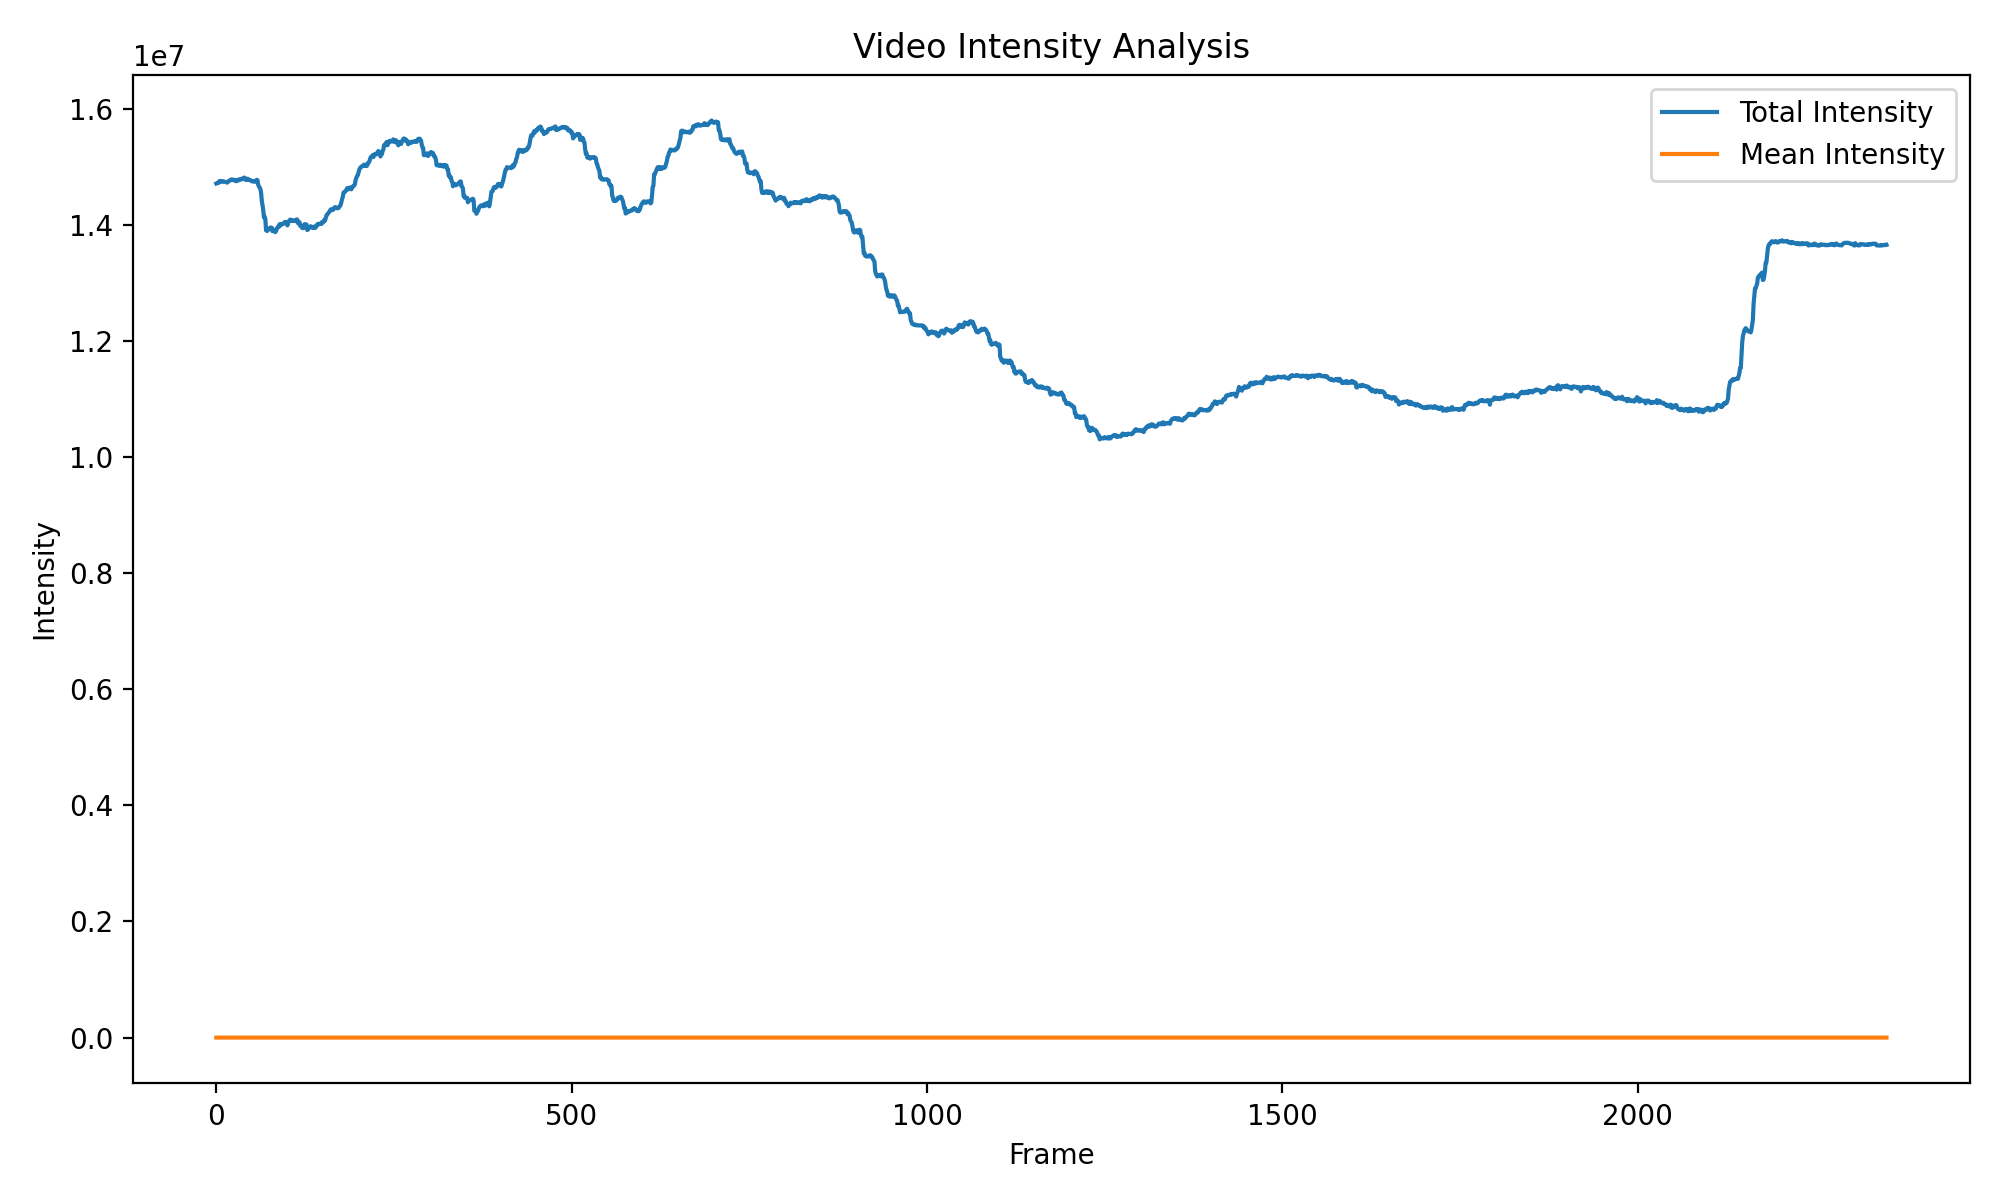 Video Intensity Analysis
1e7
Total Intensity
Mean Intensity
1.6
1.4
1.2
1.0
0.8
0.6
0.4
0.2
0.0
Intensity
0 500 1000 1500 2000
Frame